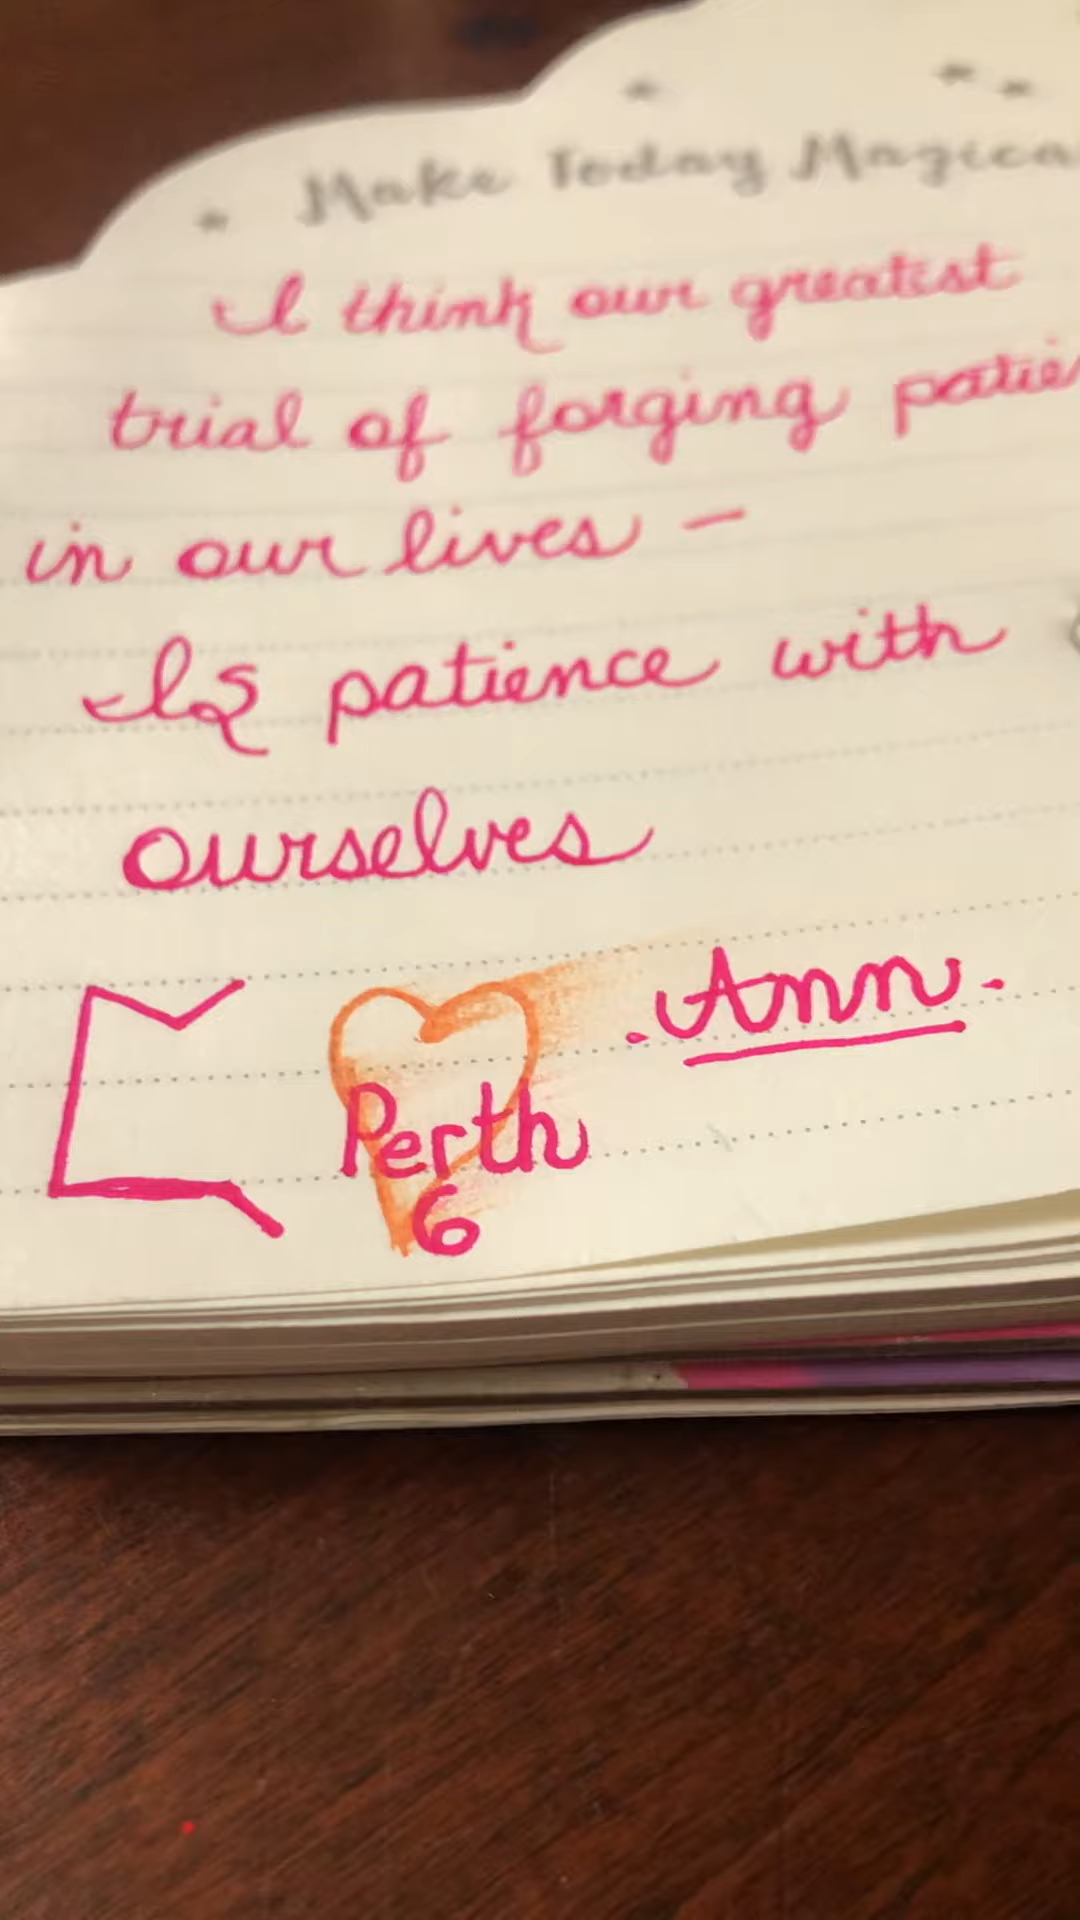 Make Today Magica
I think our greatest
trial of forging patie
in our lives —
Is patience with
ourselves
.Ann.
Perth
6